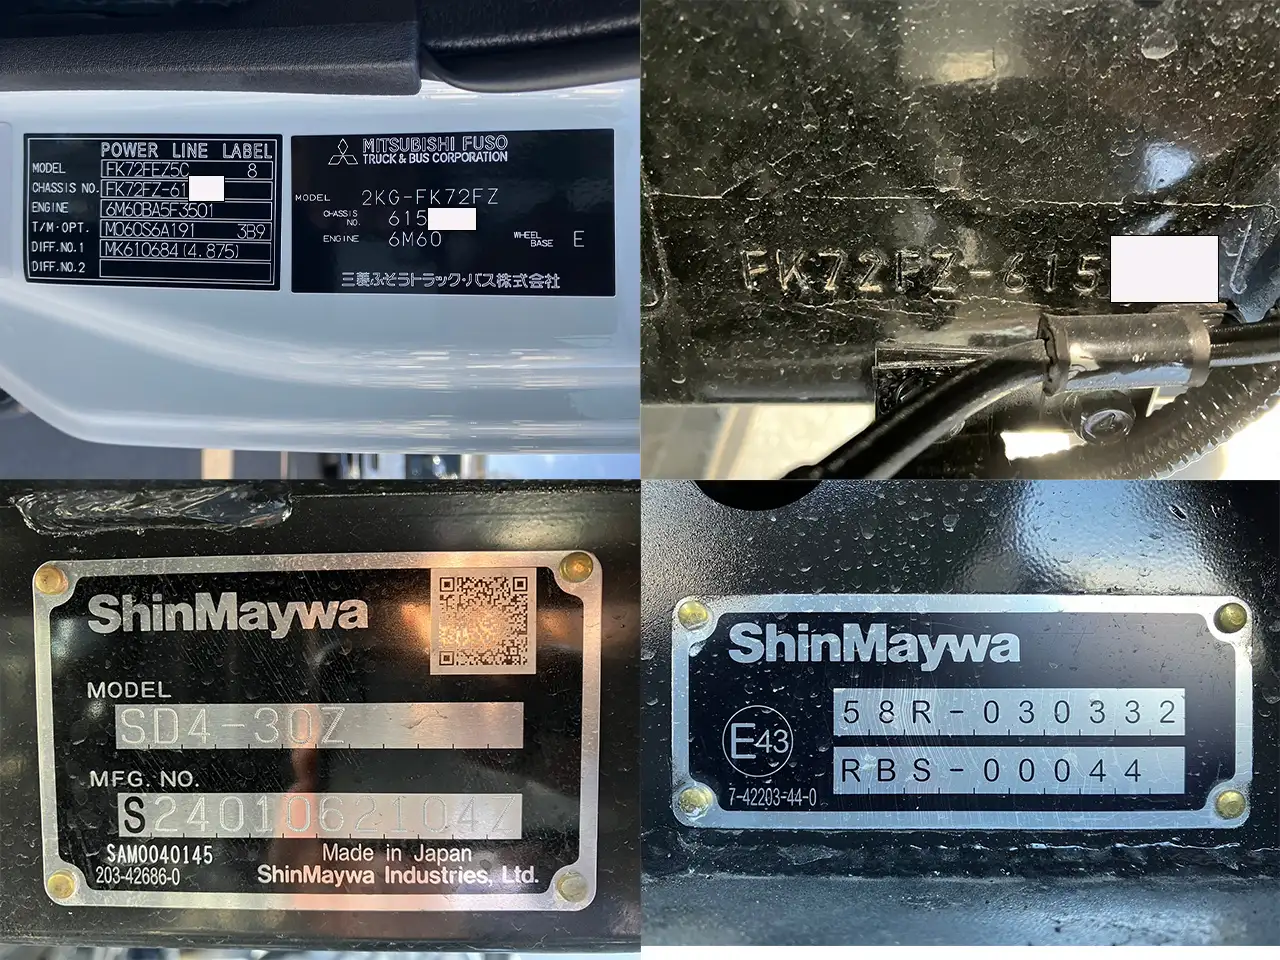 POWER LINE LABEL
MODEL FK72FEZ5C 8
CHASSIS NO. FK72FZ-61
ENGINE 6M60BA5F3501
T/M·OPT. M060S6A191 3B9
DIFF.NO.1 MK610684(4.875)
DIFF.NO.2
MITSUBISHI FUSO
TRUCK & BUS CORPORATION
MODEL 2KG-FK72FZ
CHASSIS NO. 615
ENGINE 6M60 WHEEL BASE E
三菱ふそうトラック・バス株式会社
FK72FZ-615
ShinMaywa
MODEL
SD4-30Z
MFG. NO.
S24010621047
SAM0040145
203-42686-0
Made in Japan
ShinMaywa Industries, Ltd.
ShinMaywa
58R-030332
E43
RBS-00044
7-42203-44-0